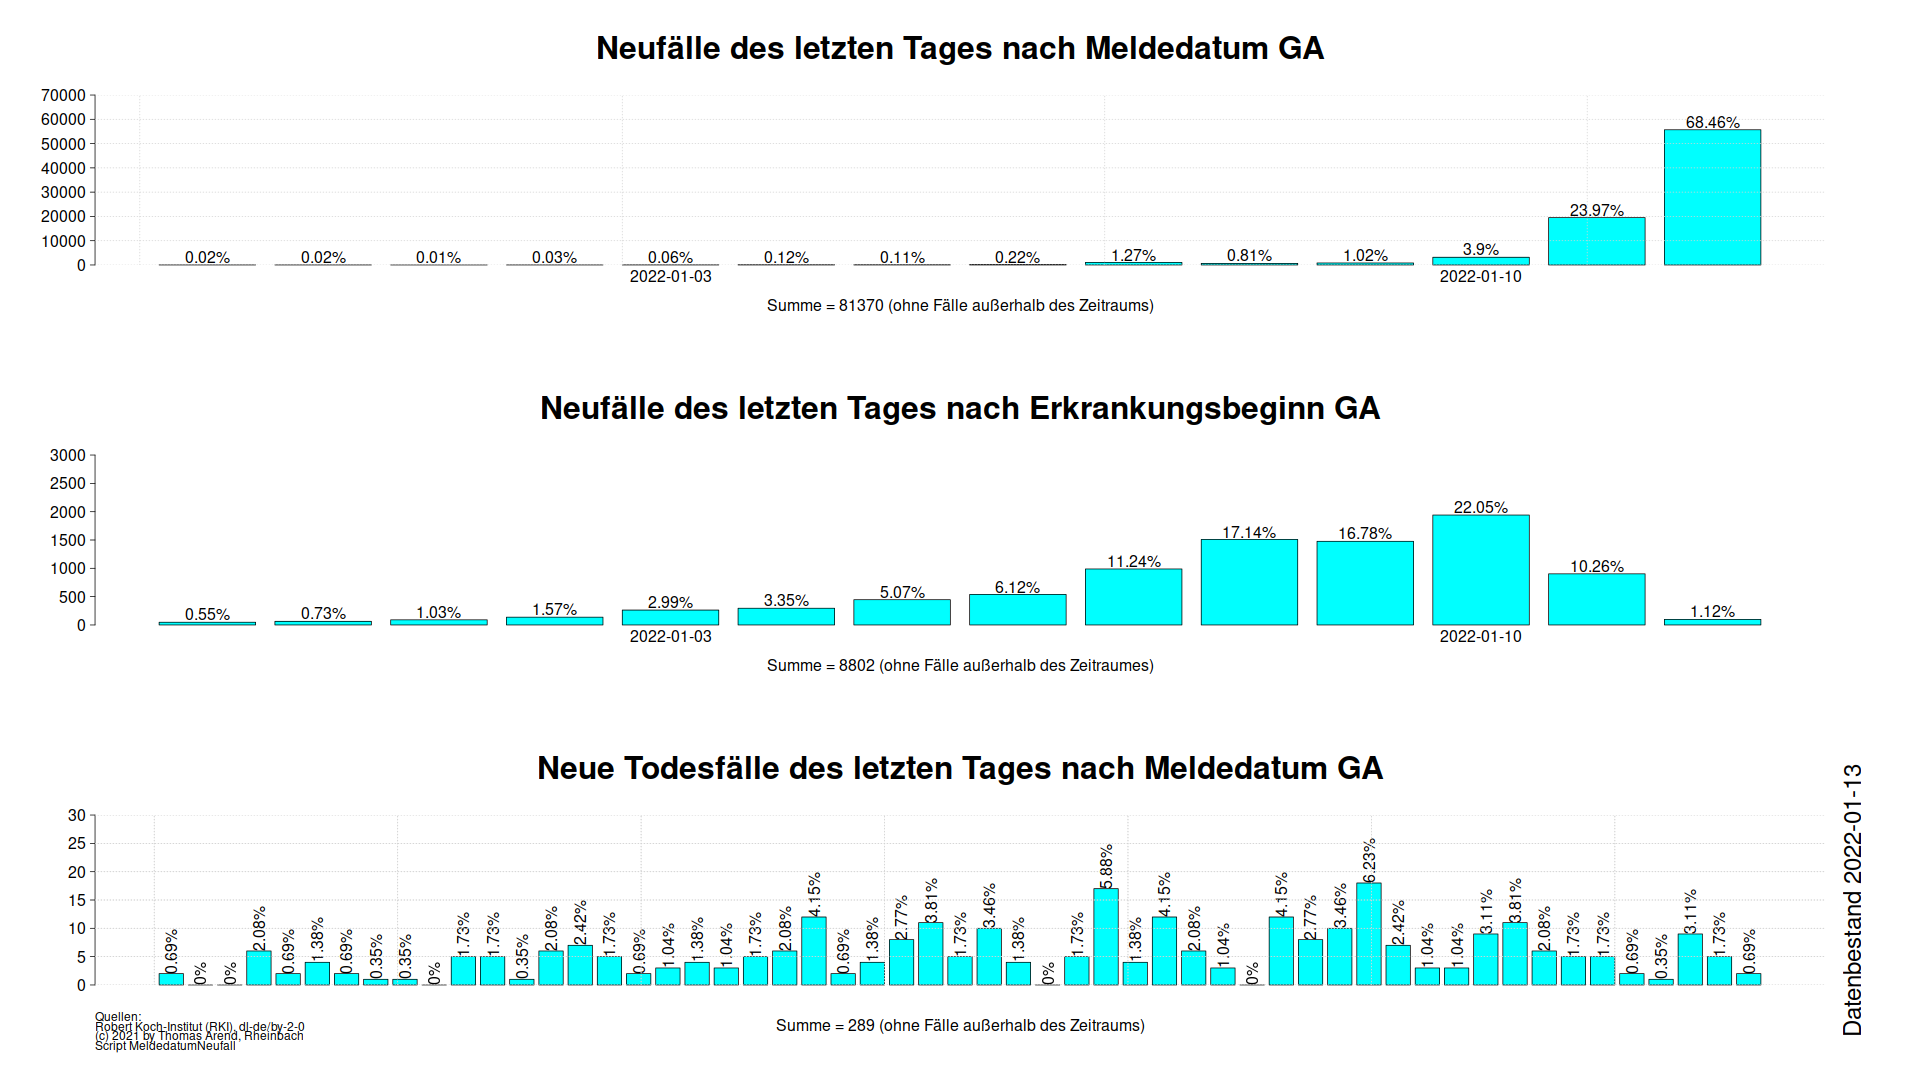 Neufälle des letzten Tages nach Meldedatum GA
70000
60000
50000
40000
30000
20000
10000
0
0.02% 0.02% 0.01% 0.03% 0.06% 0.12% 0.11% 0.22% 1.27% 0.81% 1.02% 3.9% 23.97% 68.46%
2022-01-03 2022-01-10
Summe = 81370 (ohne Fälle außerhalb des Zeitraums)
Neufälle des letzten Tages nach Erkrankungsbeginn GA
3000
2500
2000
1500
1000
500
0
0.55% 0.73% 1.03% 1.57% 2.99% 3.35% 5.07% 6.12% 11.24% 17.14% 16.78% 22.05% 10.26% 1.12%
2022-01-03 2022-01-10
Summe = 8802 (ohne Fälle außerhalb des Zeitraumes)
Neue Todesfälle des letzten Tages nach Meldedatum GA
30
25
20
15
10
5
0
0.69% 0% 0% 2.08% 0.69% 1.38% 0.69% 0.35% 0.35% 0% 1.73% 1.73% 0.35% 2.08% 2.42% 1.73% 0.69% 1.04% 1.38% 1.04% 1.73% 2.08% 4.15% 0.69% 1.38% 2.77% 3.81% 1.73% 3.46% 1.38% 0% 1.73% 5.88% 1.38% 4.15% 2.08% 1.04% 0% 4.15% 2.77% 3.46% 6.23% 2.42% 1.04% 1.04% 3.11% 3.81% 2.08% 1.73% 1.73% 0.69% 0.35% 3.11% 1.73% 0.69%
Summe = 289 (ohne Fälle außerhalb des Zeitraums)
Quellen:
Robert Koch-Institut (RKI), dl-de/by-2-0
(c) 2021 by Thomas Arend, Rheinbach
Script MeldedatumNeufall
Datenbestand 2022-01-13